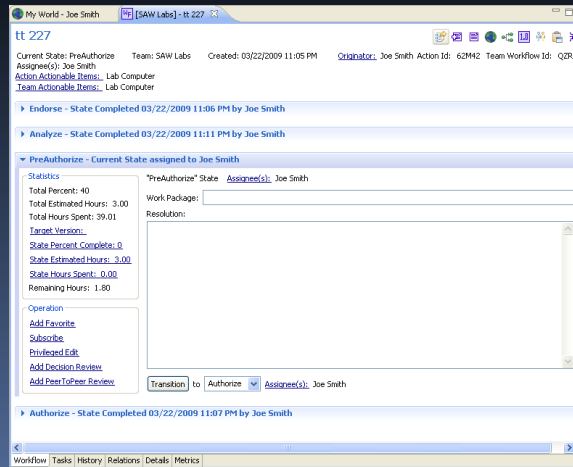 My World - Joe Smith
[SAW Labs] - tt 227
tt 227
Current State: PreAuthorize Team: SAW Labs Created: 03/22/2009 11:05 PM Originator: Joe Smith Action Id: 62M42 Team Workflow Id: QZR
Assignee(s): Joe Smith
Action Actionable Items: Lab Computer
Team Actionable Items: Lab Computer
Endorse - State Completed 03/22/2009 11:06 PM by Joe Smith
Analyze - State Completed 03/22/2009 11:11 PM by Joe Smith
PreAuthorize - Current State assigned to Joe Smith
Statistics
Total Percent: 40
Total Estimated Hours: 3.00
Total Hours Spent: 39.01
Target Version:
State Percent Complete: 0
State Estimated Hours: 3.00
State Hours Spent: 0.00
Remaining Hours: 1.80
Operation
Add Favorite
Subscribe
Privileged Edit
Add Decision Review
Add PeerToPeer Review
"PreAuthorize" State Assignee(s): Joe Smith
Work Package:
Resolution:
Transition to Authorize Assignee(s): Joe Smith
Authorize - State Completed 03/22/2009 11:07 PM by Joe Smith
Workflow Tasks History Relations Details Metrics